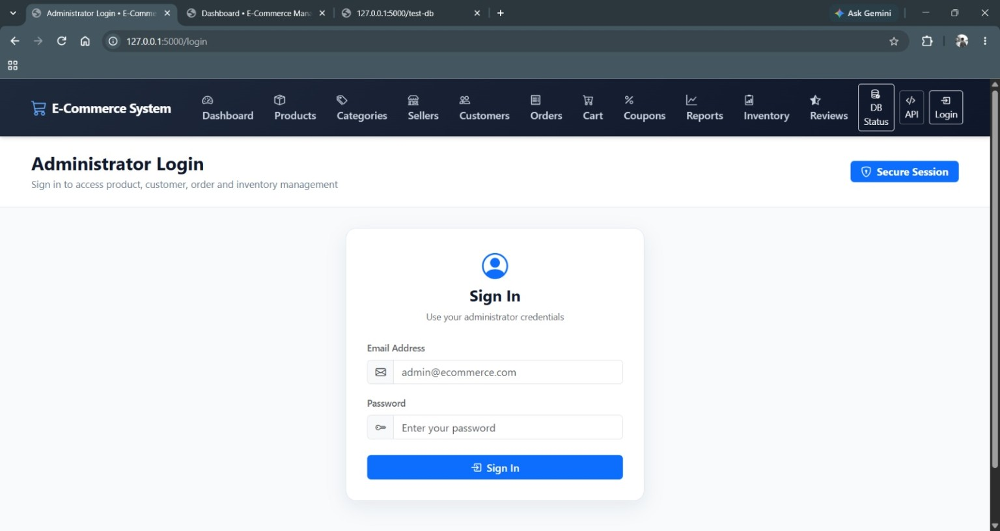 Administrator Login • E-Comme
Dashboard • E-Commerce Mana
127.0.0.1:5000/test-db
Ask Gemini
127.0.0.1:5000/login
E-Commerce System
Dashboard
Products
Categories
Sellers
Customers
Orders
Cart
Coupons
Reports
Inventory
Reviews
DB
Status
API
Login
Administrator Login
Sign in to access product, customer, order and inventory management
Secure Session
Sign In
Use your administrator credentials
Email Address
admin@ecommerce.com
Password
Enter your password
Sign In